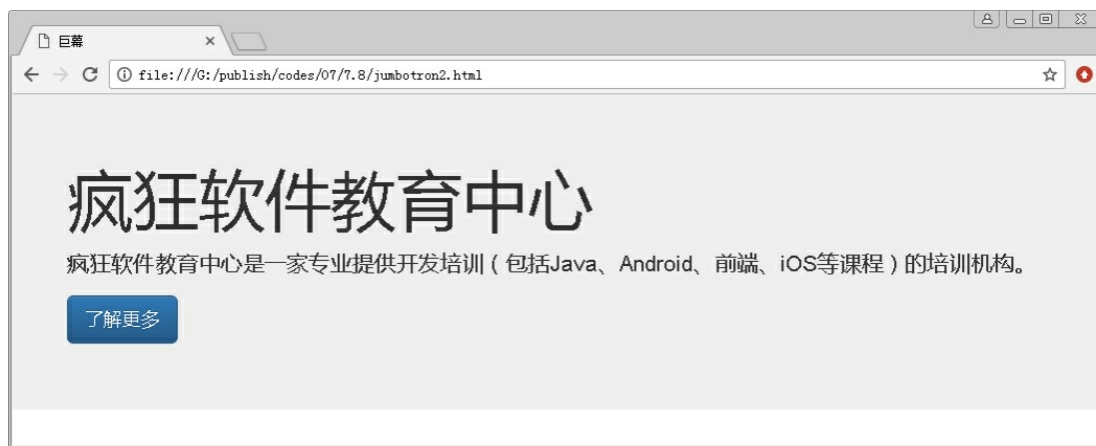 巨幕
file:///G:/publish/codes/07/7.8/jumbotron2.html
疯狂软件教育中心
疯狂软件教育中心是一家专业提供开发培训（包括Java、Android、前端、iOS等课程）的培训机构。
了解更多